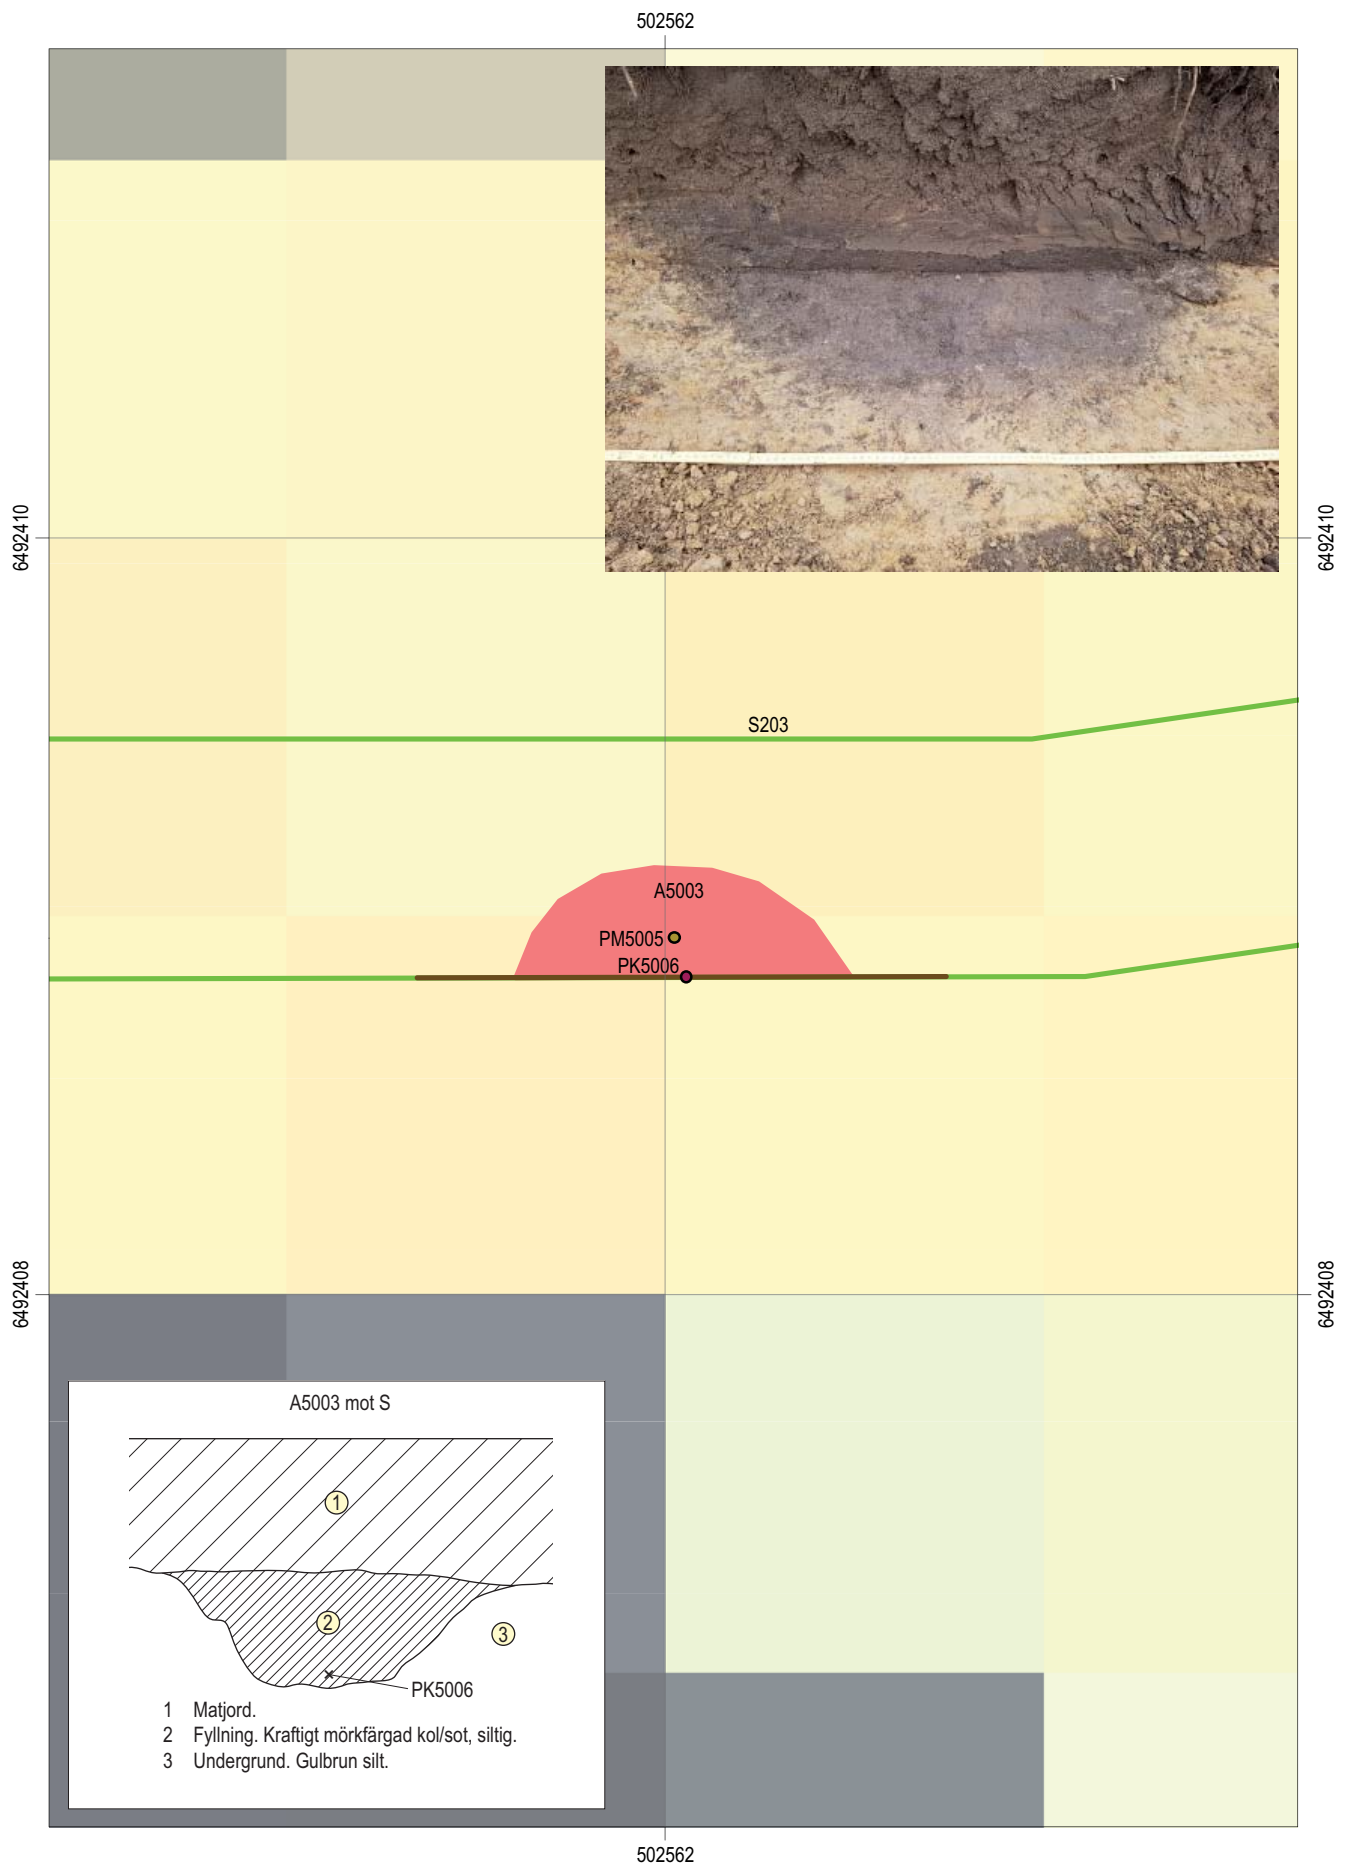 502562
6492410
6492410
S203
A5003
PM5005
PK5006
6492408
6492408
A5003 mot S
1
2
3
PK5006
1 Matjord.
2 Fyllning. Kraftigt mörkfärgad kol/sot, siltig.
3 Undergrund. Gulbrun silt.
502562